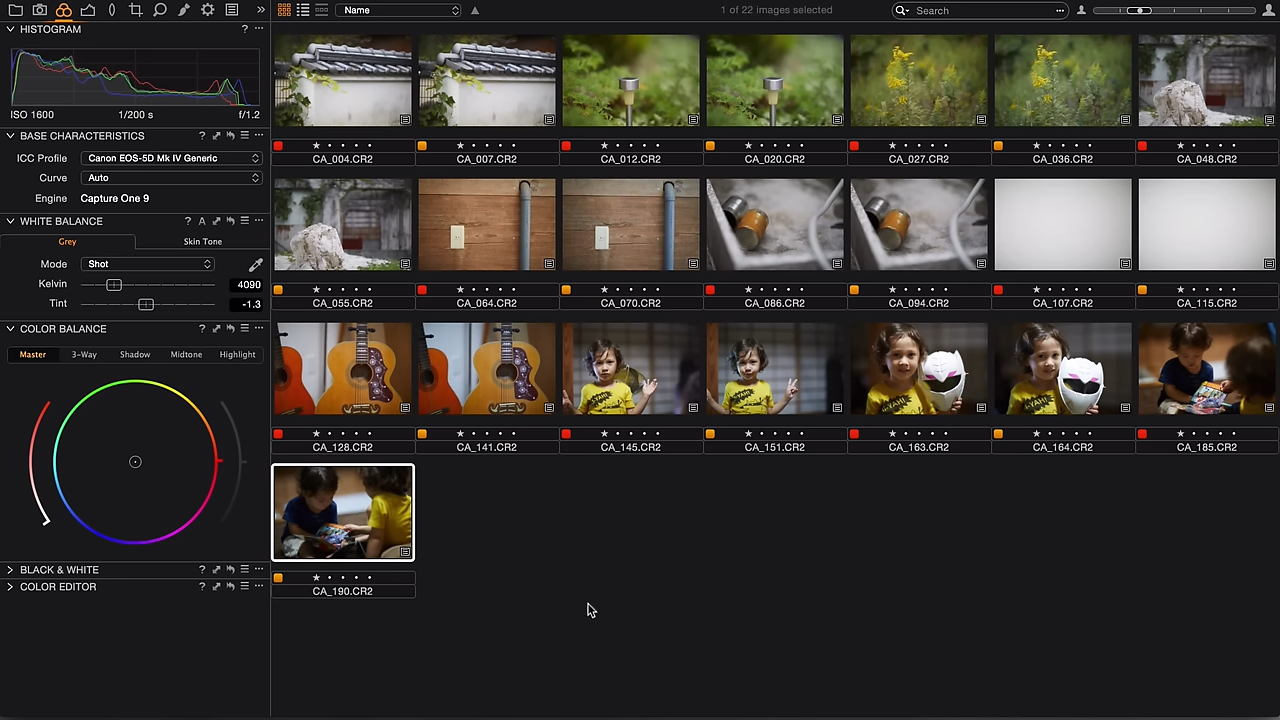 Name
1 of 22 images selected
Search
HISTOGRAM
ISO 1600 1/200 s f/1.2
BASE CHARACTERISTICS
ICC Profile Canon EOS-5D Mk IV Generic
Curve Auto
Engine Capture One 9
WHITE BALANCE
Grey Skin Tone
Mode Shot
Kelvin 4090
Tint -1.3
COLOR BALANCE
Master 3-Way Shadow Midtone Highlight
BLACK & WHITE
COLOR EDITOR
CA_004.CR2 CA_007.CR2 CA_012.CR2 CA_020.CR2 CA_027.CR2 CA_036.CR2 CA_048.CR2
CA_055.CR2 CA_064.CR2 CA_070.CR2 CA_086.CR2 CA_094.CR2 CA_107.CR2 CA_115.CR2
CA_128.CR2 CA_141.CR2 CA_145.CR2 CA_151.CR2 CA_163.CR2 CA_164.CR2 CA_185.CR2
CA_190.CR2